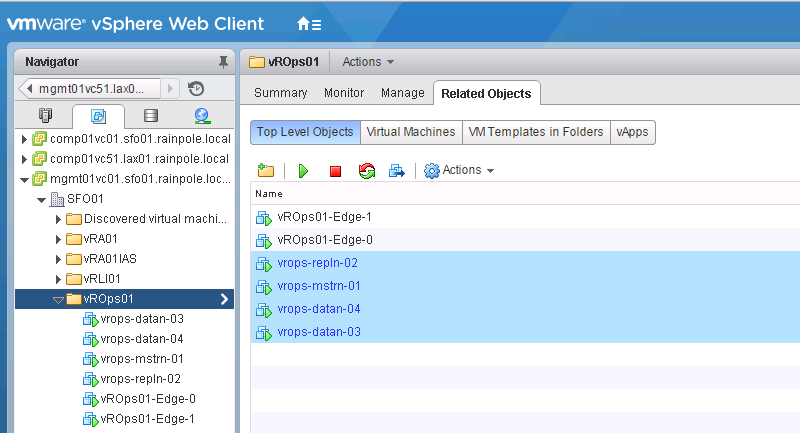 vmware® vSphere Web Client
Navigator
mgmt01vc51.lax0...
comp01vc01.sfo01.rainpole.local
comp01vc51.lax01.rainpole.local
mgmt01vc01.sfo01.rainpole.loc...
SFO01
Discovered virtual machi...
vRA01
vRA01IAS
vRLI01
vROps01
vrops-datan-03
vrops-datan-04
vrops-mstrn-01
vrops-repln-02
vROps01-Edge-0
vROps01-Edge-1
vROps01 Actions
Summary Monitor Manage Related Objects
Top Level Objects Virtual Machines VM Templates in Folders vApps
Actions
Name
vROps01-Edge-1
vROps01-Edge-0
vrops-repln-02
vrops-mstrn-01
vrops-datan-04
vrops-datan-03